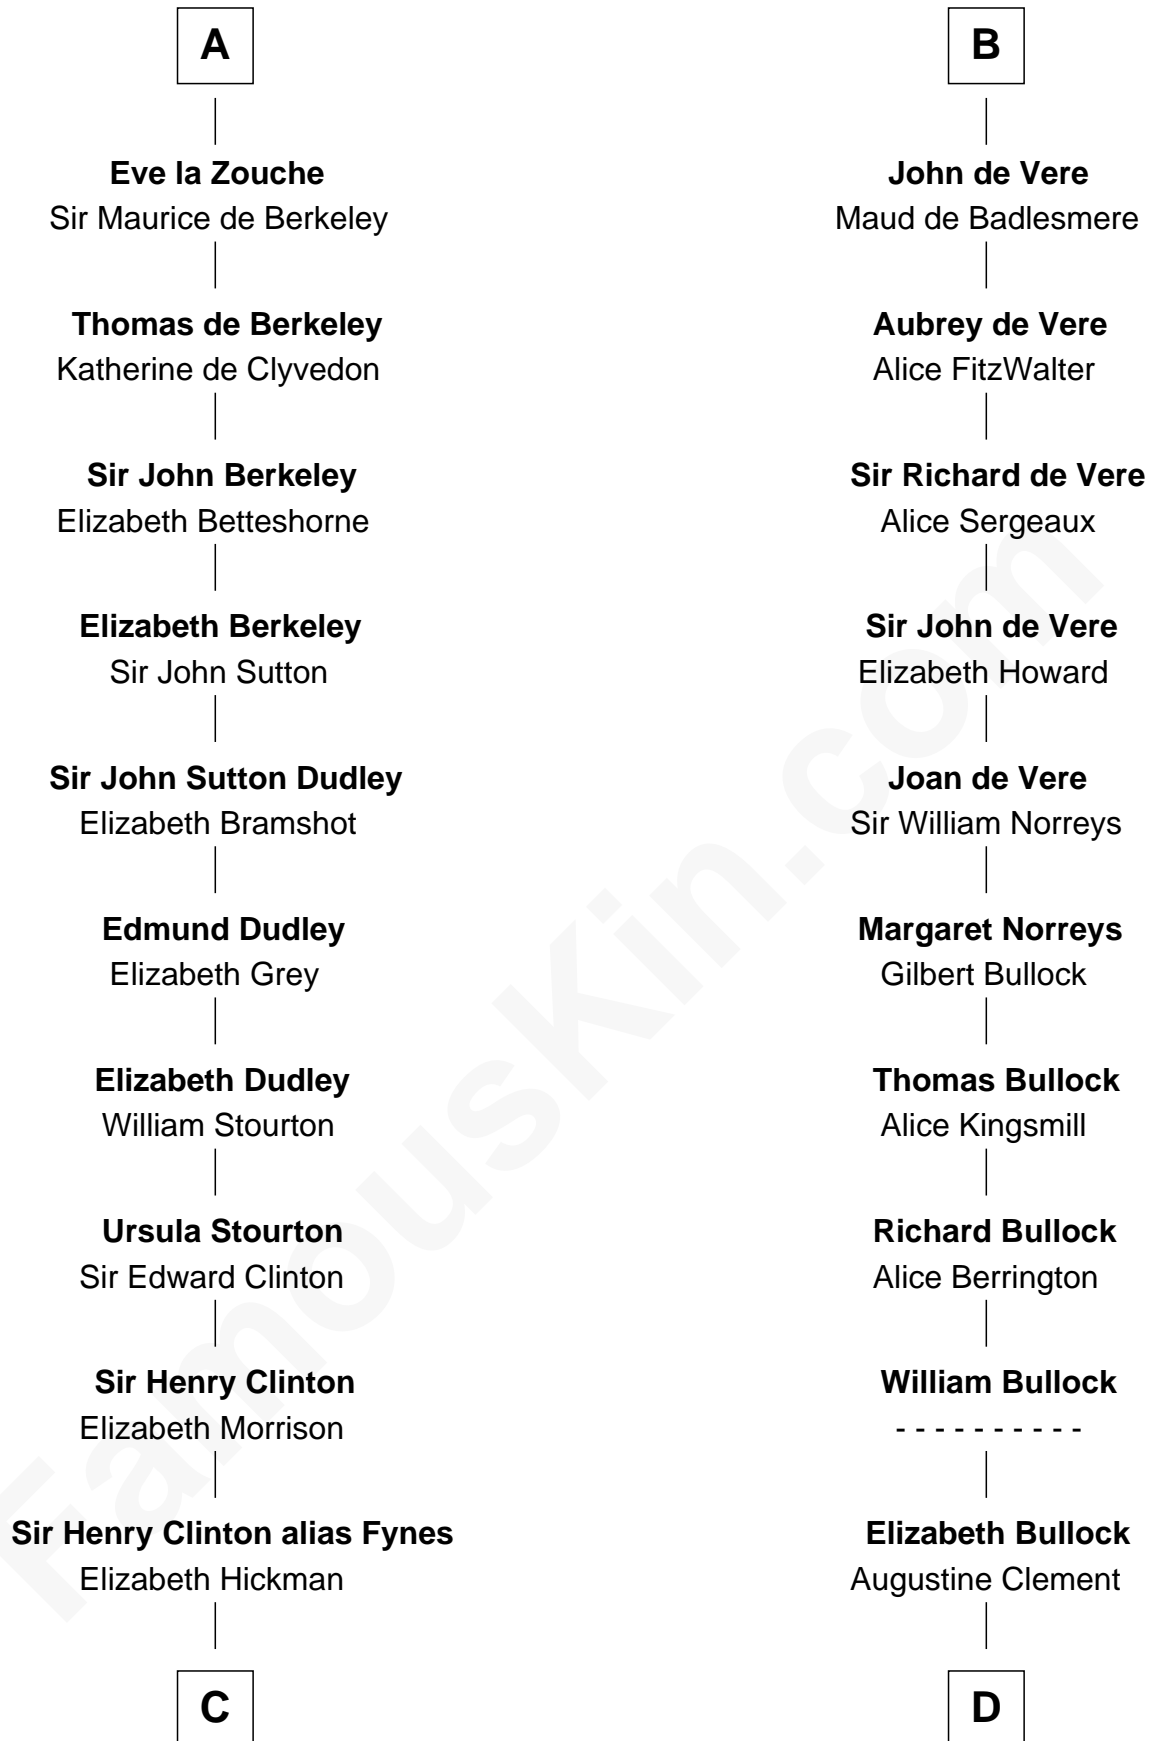 A
Eve la Zouche
Sir Maurice de Berkeley
Thomas de Berkeley
Katherine de Clyvedon
Sir John Berkeley
Elizabeth Betteshorne
Elizabeth Berkeley
Sir John Sutton
Sir John Sutton Dudley
Elizabeth Bramshot
Edmund Dudley
Elizabeth Grey
Elizabeth Dudley
William Stourton
Ursula Stourton
Sir Edward Clinton
Sir Henry Clinton
Elizabeth Morrison
Sir Henry Clinton alias Fynes
Elizabeth Hickman
C
B
John de Vere
Maud de Badlesmere
Aubrey de Vere
Alice FitzWalter
Sir Richard de Vere
Alice Sergeaux
Sir John de Vere
Elizabeth Howard
Joan de Vere
Sir William Norreys
Margaret Norreys
Gilbert Bullock
Thomas Bullock
Alice Kingsmill
Richard Bullock
Alice Berrington
William Bullock
- - - - - - - - - -
Elizabeth Bullock
Augustine Clement
D
FamousKin.com